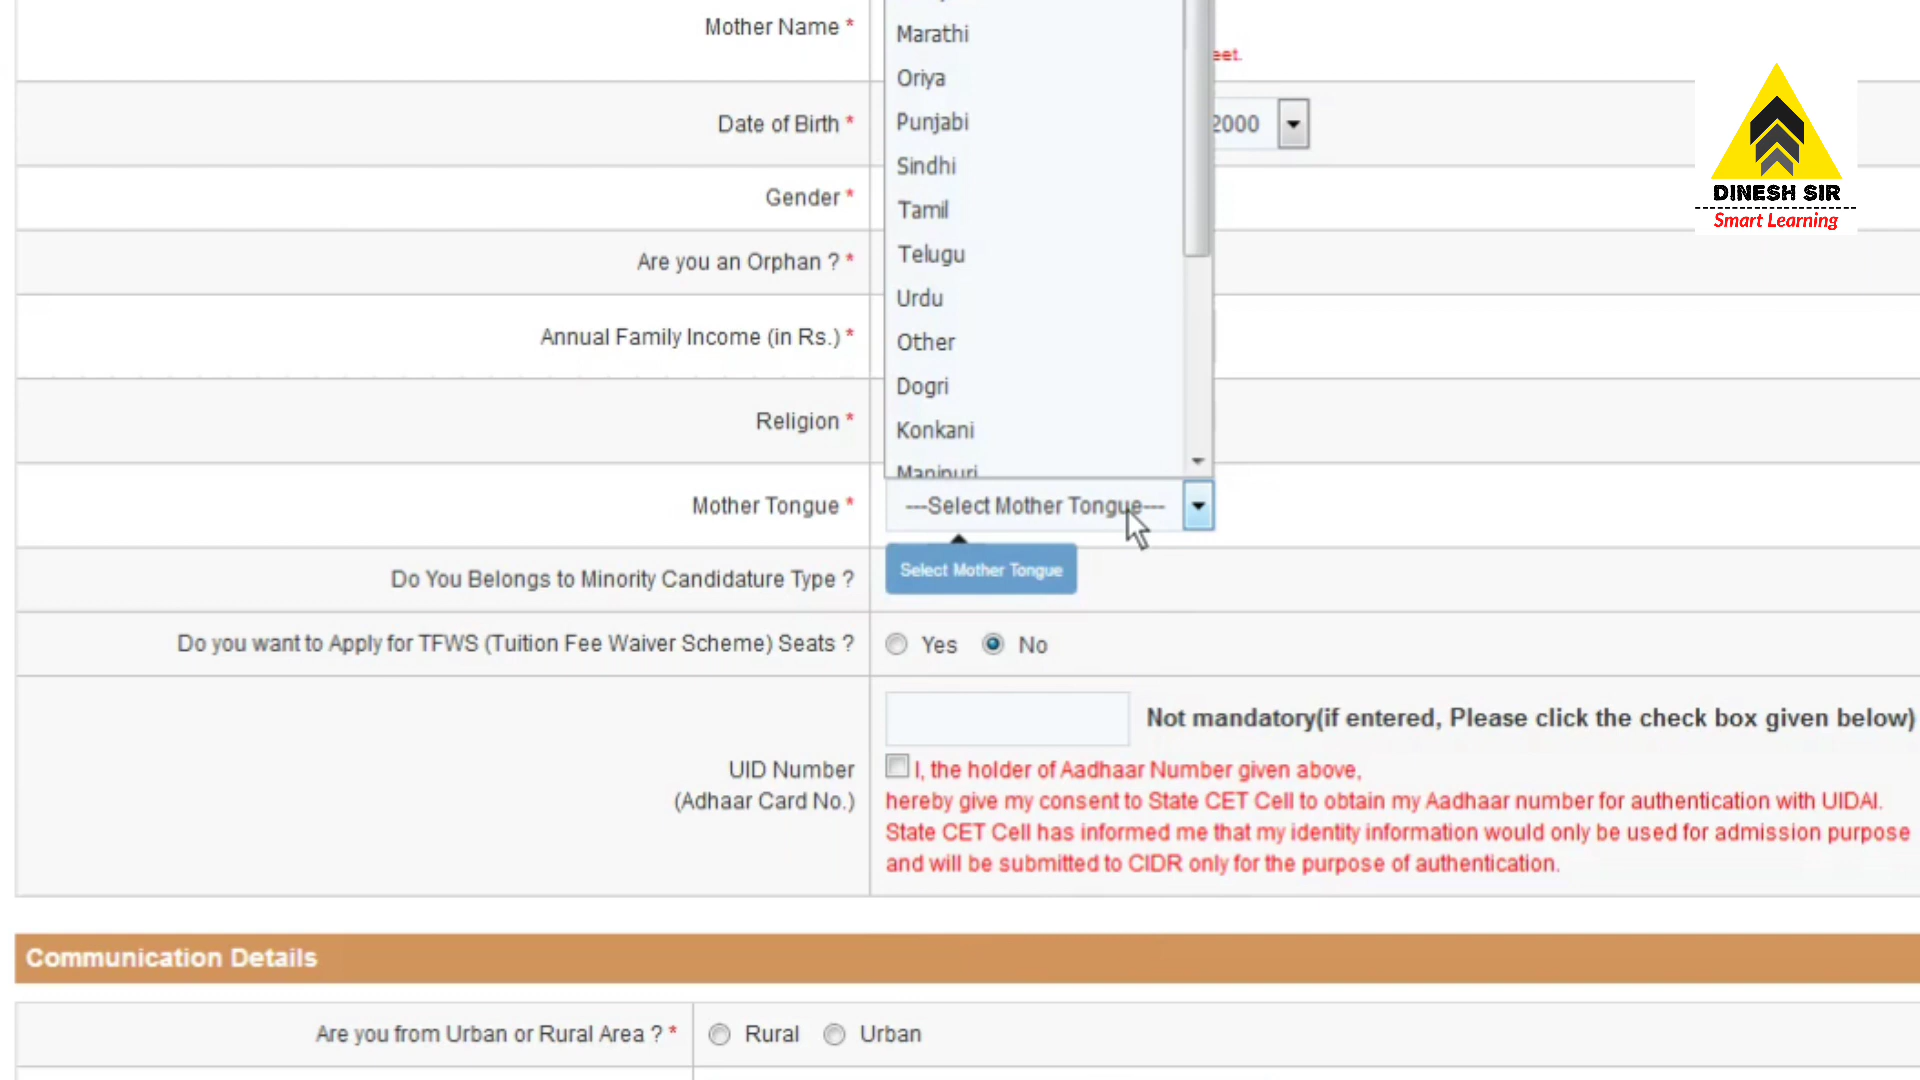 Mother Name *
Marathi
eet.
Oriya
Date of Birth *
Punjabi
2000
Sindhi
DINESH SIR
Smart Learning
Gender *
Tamil
Are you an Orphan ? *
Telugu
Urdu
Annual Family Income (in Rs.) *
Other
Dogri
Religion *
Konkani
Manipuri
Mother Tongue *
---Select Mother Tongue---
Select Mother Tongue
Do You Belongs to Minority Candidature Type ?
Do you want to Apply for TFWS (Tuition Fee Waiver Scheme) Seats ?
Yes No
Not mandatory(if entered, Please click the check box given below)
UID Number
(Adhaar Card No.)
I, the holder of Aadhaar Number given above,
hereby give my consent to State CET Cell to obtain my Aadhaar number for authentication with UIDAI.
State CET Cell has informed me that my identity information would only be used for admission purpose
and will be submitted to CIDR only for the purpose of authentication.
Communication Details
Are you from Urban or Rural Area ? *
Rural Urban